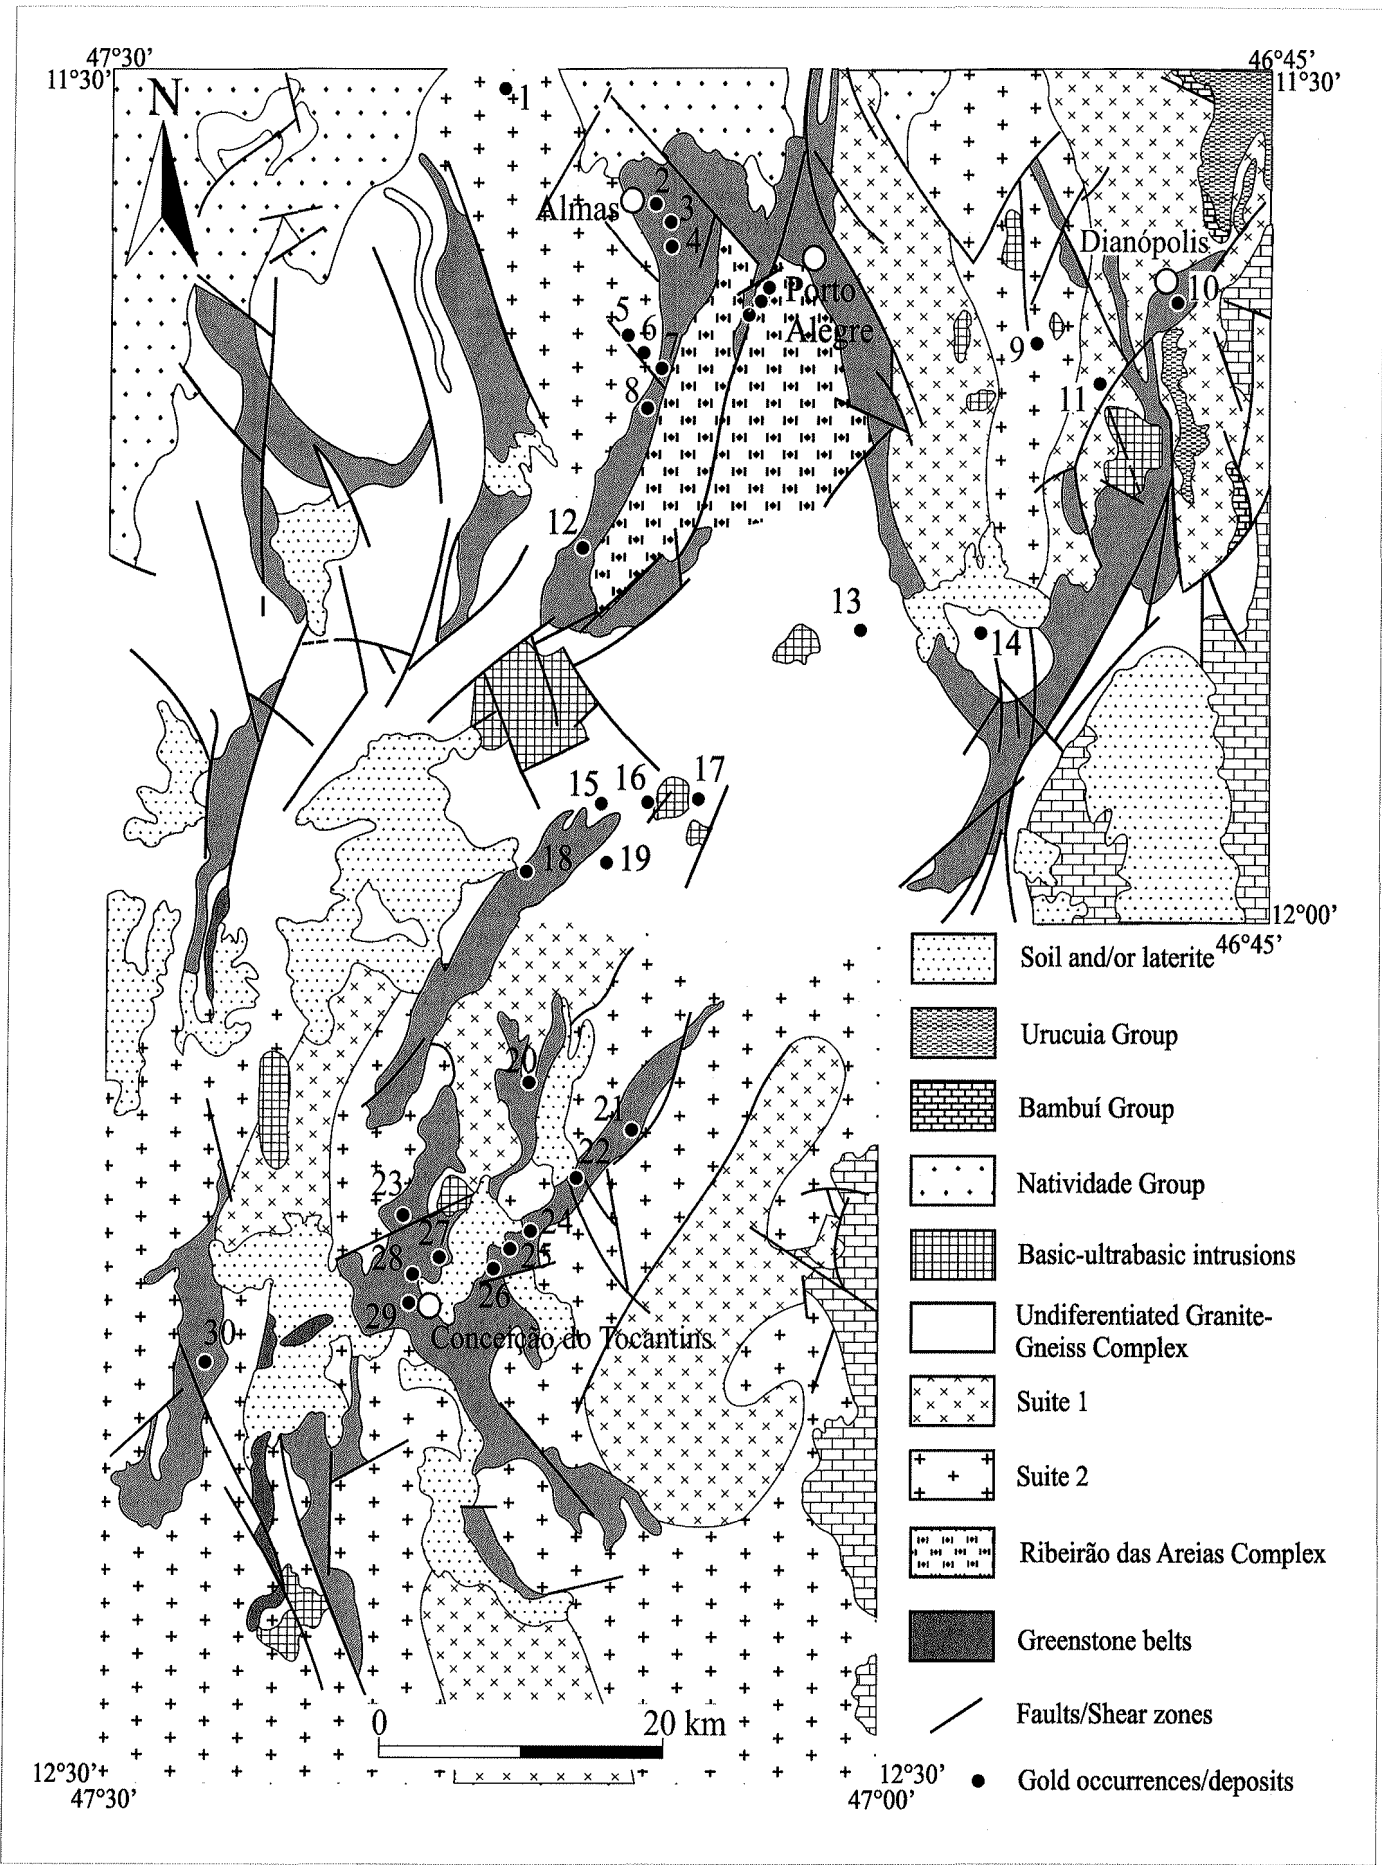 47°30'
46°45'
11°30'
11°30'
N
1
2
Almas
3
4
Dianópolis
10
Porto
Alegre
5
6
7
8
9
11
12
13
14
15
16
17
18
19
12°00'
46°45'
20
21
22
23
24
25
26
27
28
29
Conceição do Tocantins
30
Soil and/or laterite
Urucuia Group
Bambuí Group
Natividade Group
Basic-ultrabasic intrusions
Undiferentiated Granite-
Gneiss Complex
Suite 1
Suite 2
Ribeirão das Areias Complex
Greenstone belts
Faults/Shear zones
Gold occurrences/deposits
0
20 km
12°30'
47°30'
12°30'
47°00'